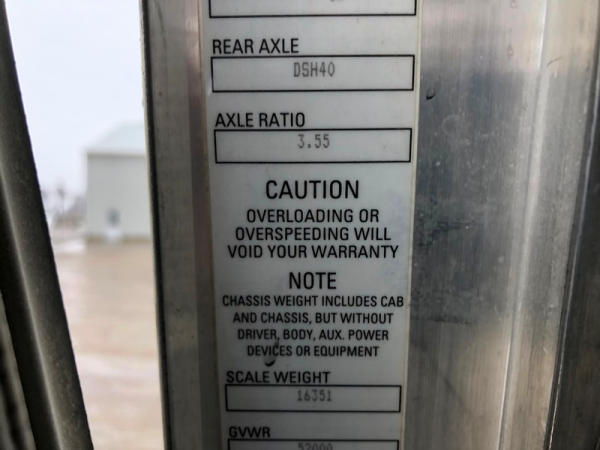 REAR AXLE
DSH40
AXLE RATIO
3.55
CAUTION
OVERLOADING OR
OVERSPEEDING WILL
VOID YOUR WARRANTY
NOTE
CHASSIS WEIGHT INCLUDES CAB
AND CHASSIS, BUT WITHOUT
DRIVER, BODY, AUX. POWER
DEVICES OR EQUIPMENT
SCALE WEIGHT
16351
GVWR
52000